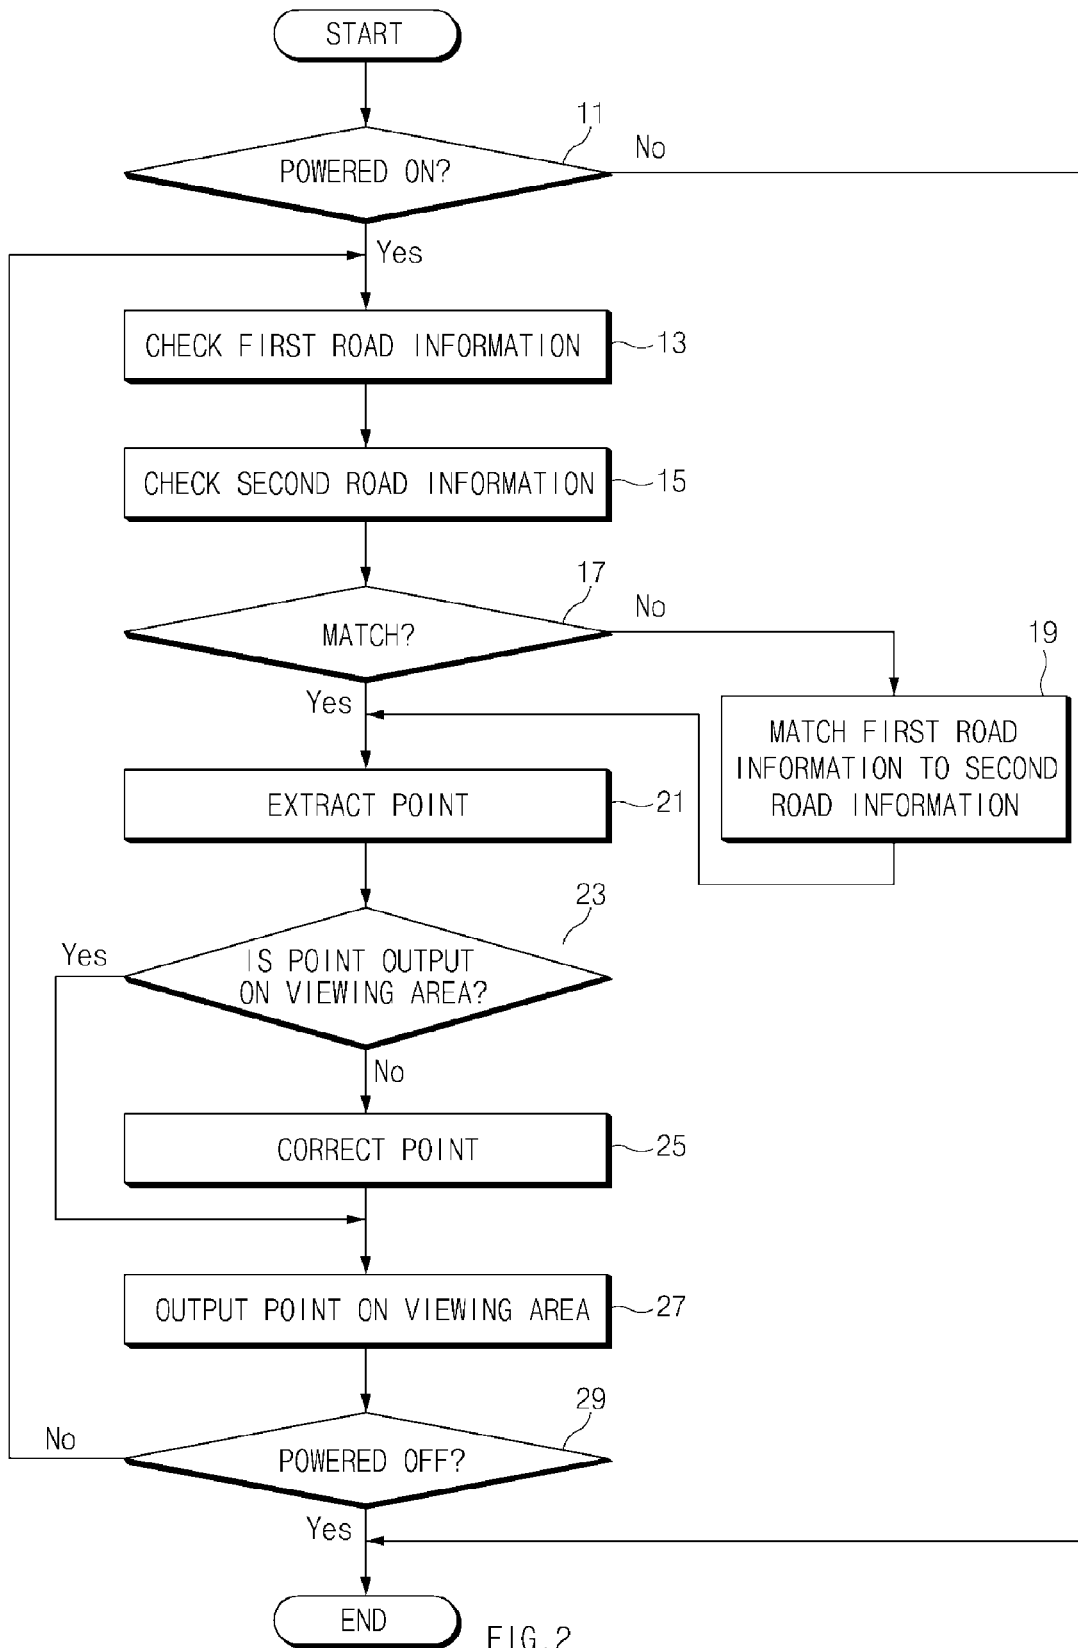 START
11
POWERED ON?
No
Yes
CHECK FIRST ROAD INFORMATION
13
CHECK SECOND ROAD INFORMATION
15
17
MATCH?
No
Yes
19
MATCH FIRST ROAD
INFORMATION TO SECOND
ROAD INFORMATION
EXTRACT POINT
21
23
Yes
IS POINT OUTPUT
ON VIEWING AREA?
No
CORRECT POINT
25
OUTPUT POINT ON VIEWING AREA
27
29
No
POWERED OFF?
Yes
END
FIG.2